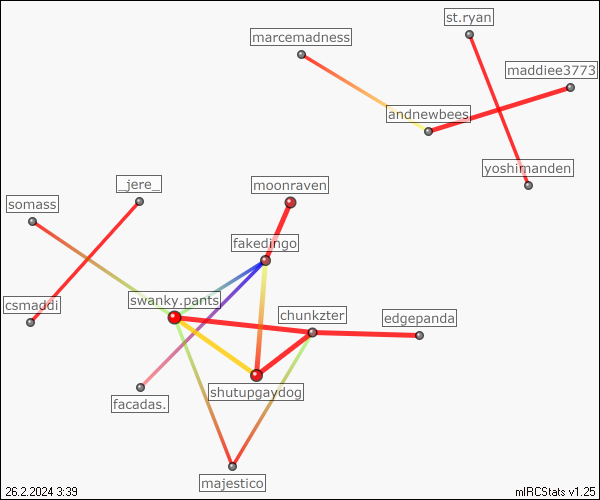 st.ryan
marcemadness
maddiee3773
andnewbees
yoshimanden
_jere_
moonraven
somass
fakedingo
swanky.pants
csmaddi
chunkzter
edgepanda
shutupgaydog
facadas.
majestico
26.2.2024 3:39
mIRCStats v1.25